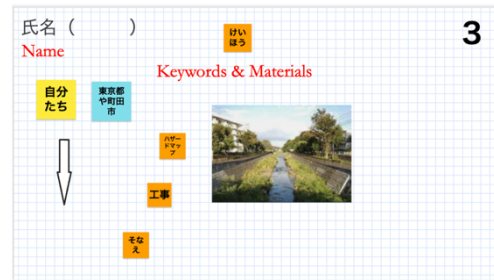 氏名（　　　）
Name
けい
ほう
3
Keywords & Materials
自分
たち
東京都
や町田
市
ハザー
ドマッ
プ
工事
そな
え